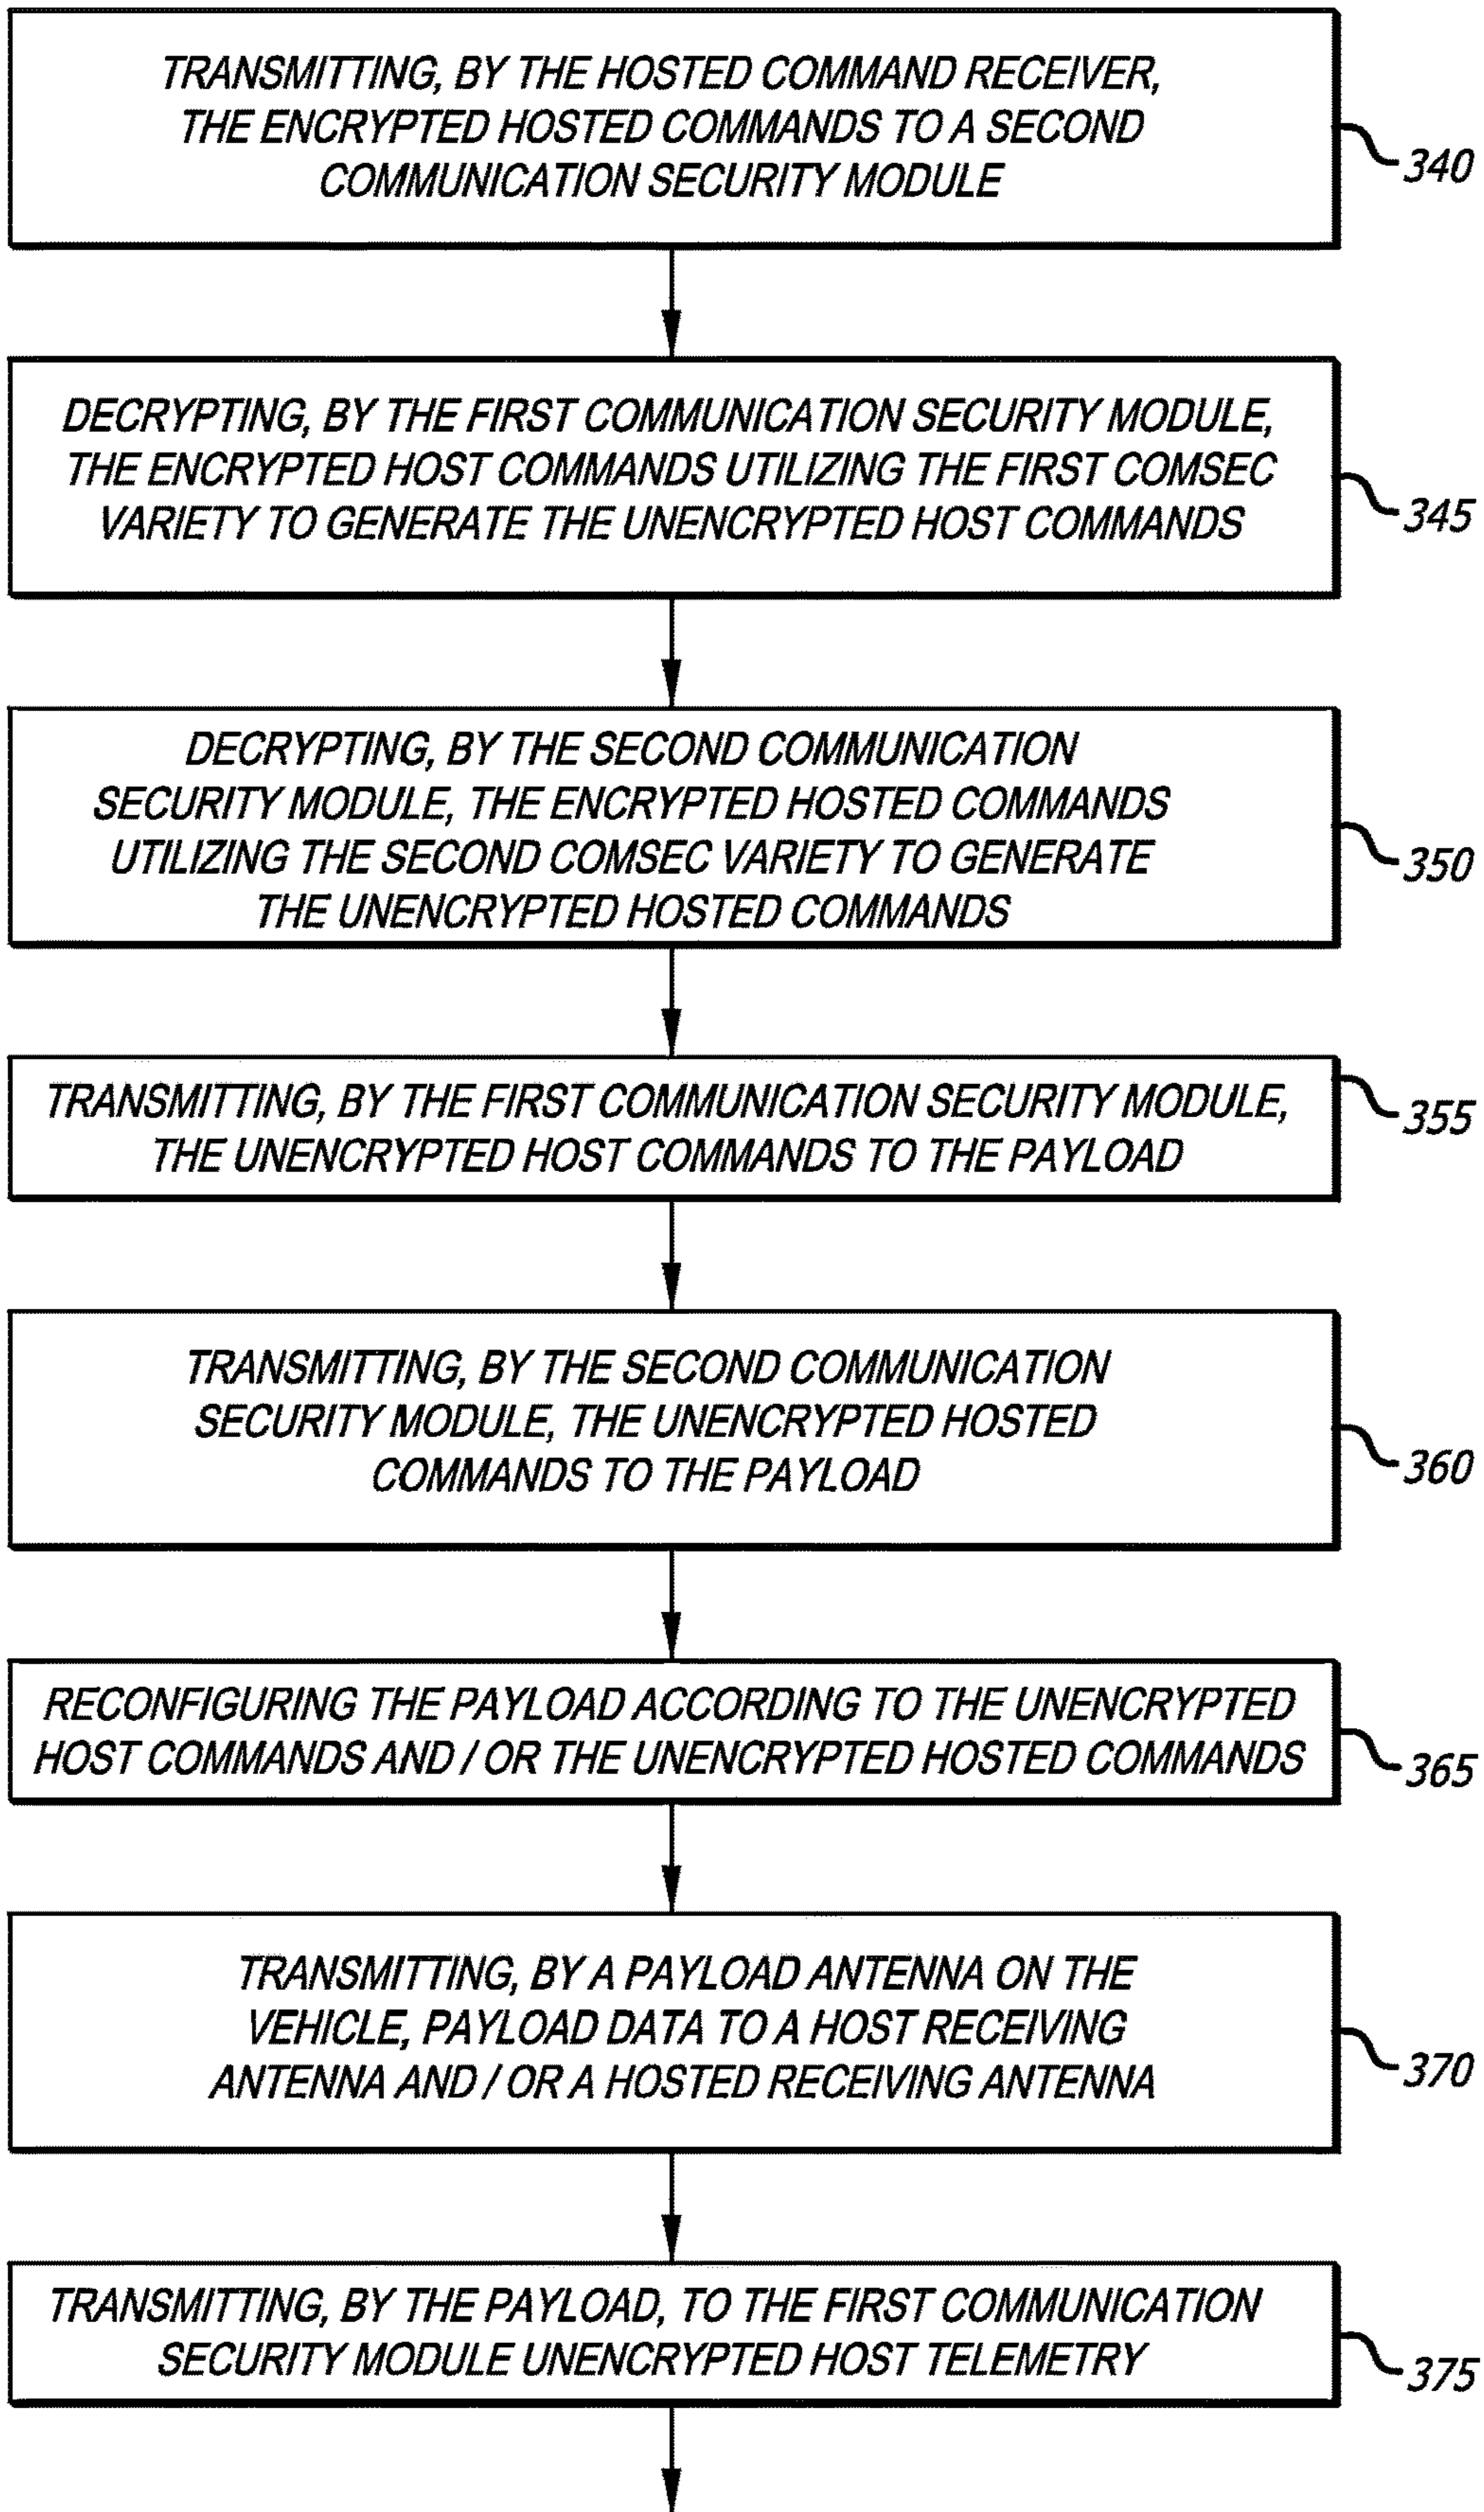 TRANSMITTING, BY THE HOSTED COMMAND RECEIVER,
THE ENCRYPTED HOSTED COMMANDS TO A SECOND
COMMUNICATION SECURITY MODULE
340
DECRYPTING, BY THE FIRST COMMUNICATION SECURITY MODULE,
THE ENCRYPTED HOST COMMANDS UTILIZING THE FIRST COMSEC
VARIETY TO GENERATE THE UNENCRYPTED HOST COMMANDS
345
DECRYPTING, BY THE SECOND COMMUNICATION
SECURITY MODULE, THE ENCRYPTED HOSTED COMMANDS
UTILIZING THE SECOND COMSEC VARIETY TO GENERATE
THE UNENCRYPTED HOSTED COMMANDS
350
TRANSMITTING, BY THE FIRST COMMUNICATION SECURITY MODULE,
THE UNENCRYPTED HOST COMMANDS TO THE PAYLOAD
355
TRANSMITTING, BY THE SECOND COMMUNICATION
SECURITY MODULE, THE UNENCRYPTED HOSTED
COMMANDS TO THE PAYLOAD
360
RECONFIGURING THE PAYLOAD ACCORDING TO THE UNENCRYPTED
HOST COMMANDS AND / OR THE UNENCRYPTED HOSTED COMMANDS
365
TRANSMITTING, BY A PAYLOAD ANTENNA ON THE
VEHICLE, PAYLOAD DATA TO A HOST RECEIVING
ANTENNA AND / OR A HOSTED RECEIVING ANTENNA
370
TRANSMITTING, BY THE PAYLOAD, TO THE FIRST COMMUNICATION
SECURITY MODULE UNENCRYPTED HOST TELEMETRY
375